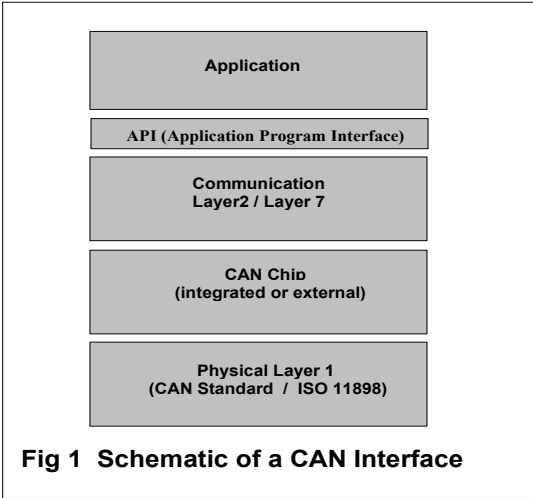 Application
API (Application Program Interface)
Communication
Layer2 / Layer 7
CAN Chip
(integrated or external)
Physical Layer 1
(CAN Standard / ISO 11898)
Fig 1 Schematic of a CAN Interface